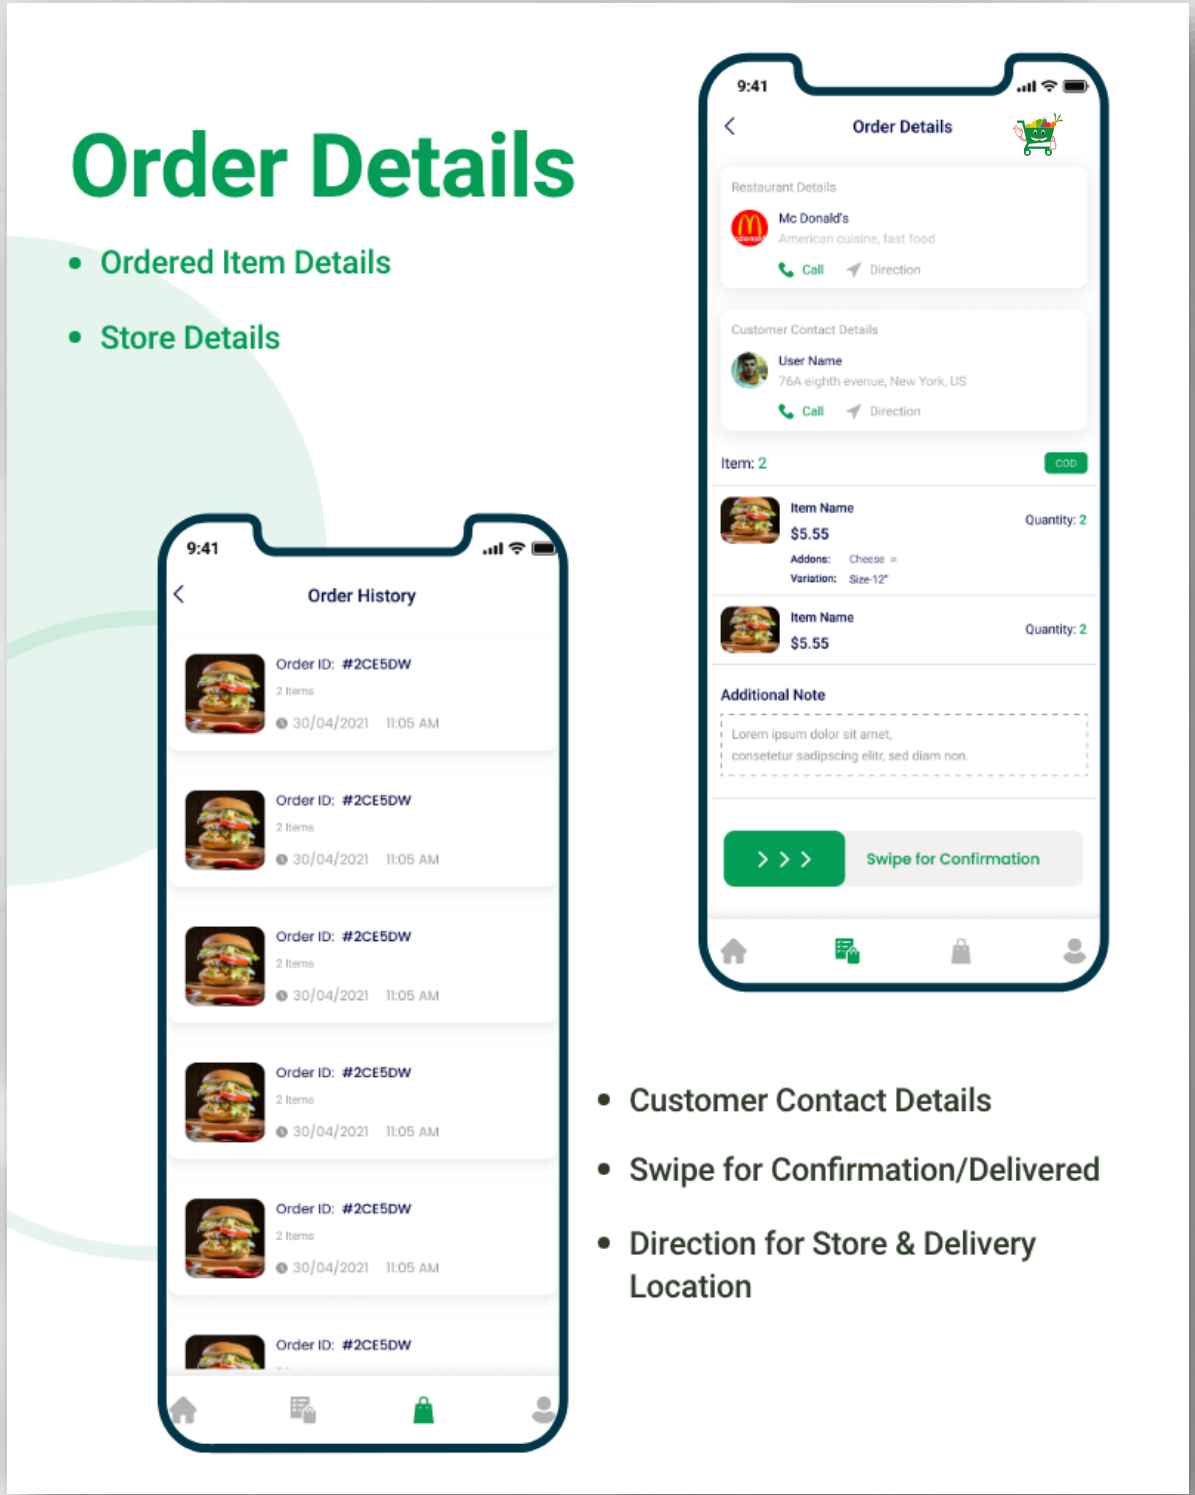 Order Details
• Ordered Item Details
• Store Details
9:41
Order Details
Restaurant Details
Mc Donald's
American cuisine, fast food
Call Direction
Customer Contact Details
User Name
76A eighth evenue, New York, US
Call Direction
Item: 2 COD
Item Name
Quantity: 2
$5.55
Addons: Cheese
Variation: Size-12"
Item Name
Quantity: 2
$5.55
Additional Note
Lorem ipsum dolor sit amet,
consetetur sadipscing elitr, sed diam non.
Swipe for Confirmation
9:41
Order History
Order ID: #2CE5DW
2 Items
30/04/2021 11:05 AM
Order ID: #2CE5DW
2 Items
30/04/2021 11:05 AM
Order ID: #2CE5DW
2 Items
30/04/2021 11:05 AM
Order ID: #2CE5DW
2 Items
30/04/2021 11:05 AM
Order ID: #2CE5DW
2 Items
30/04/2021 11:05 AM
Order ID: #2CE5DW
• Customer Contact Details
• Swipe for Confirmation/Delivered
• Direction for Store & Delivery
Location